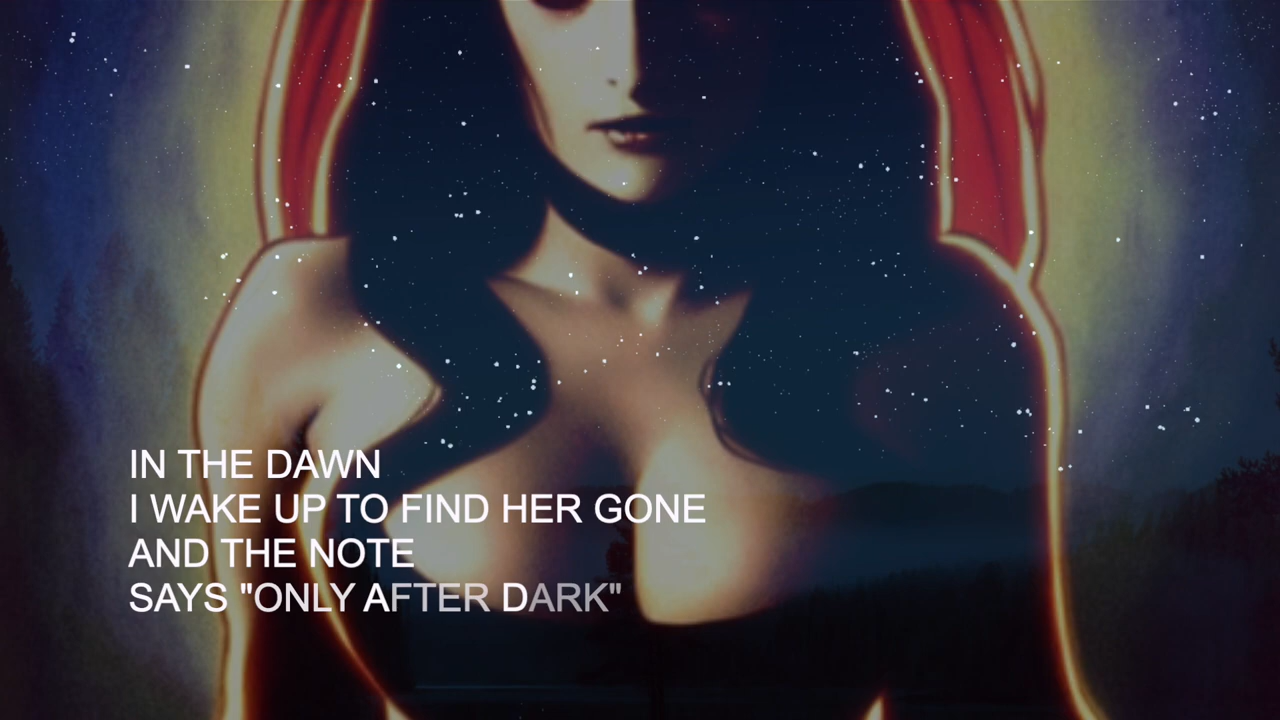 IN THE DAWN
I WAKE UP TO FIND HER GONE
AND THE NOTE
SAYS "ONLY AFTER DARK"